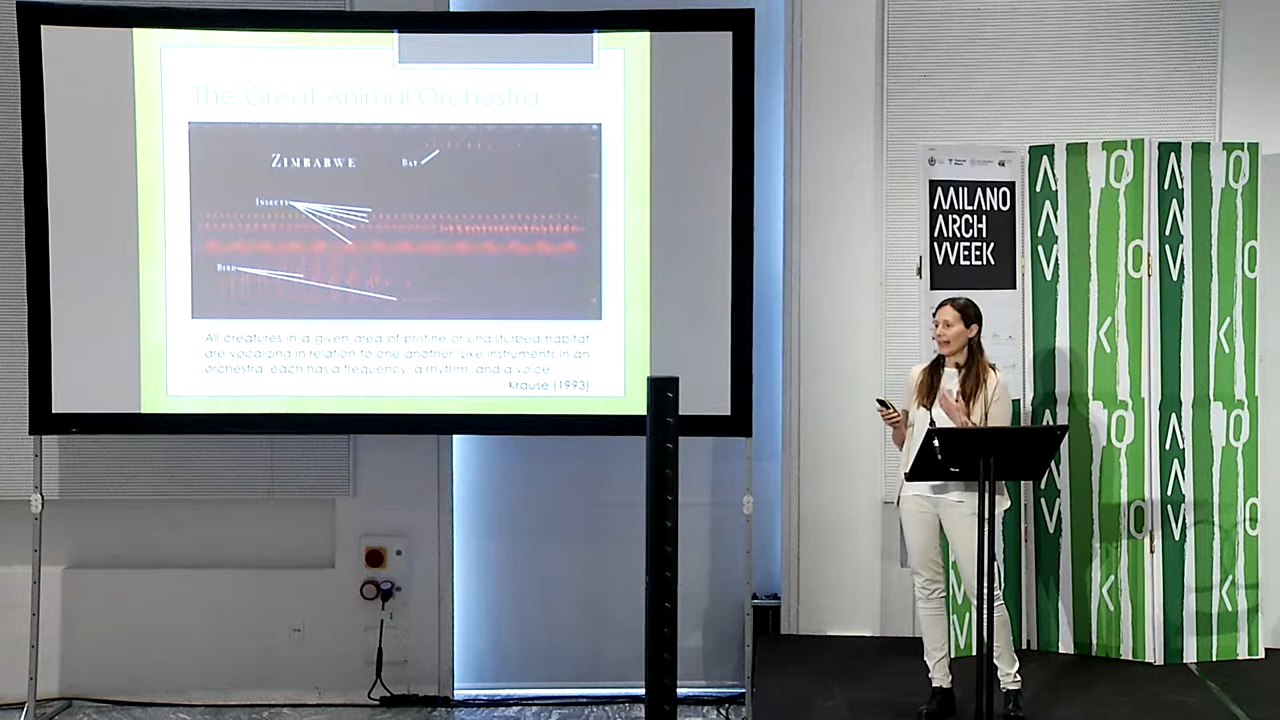 The Great Animal Orchestra
ZIMBABWE
BAT
INSECTS
BIRD
All creatures in a given area of pristine or undisturbed habitat
are vocalizing in relation to one another. Like instruments in an
orchestra, each has a frequency, a rhythm, and a voice
Krause (1993)
MILANO
ARCH
WEEK